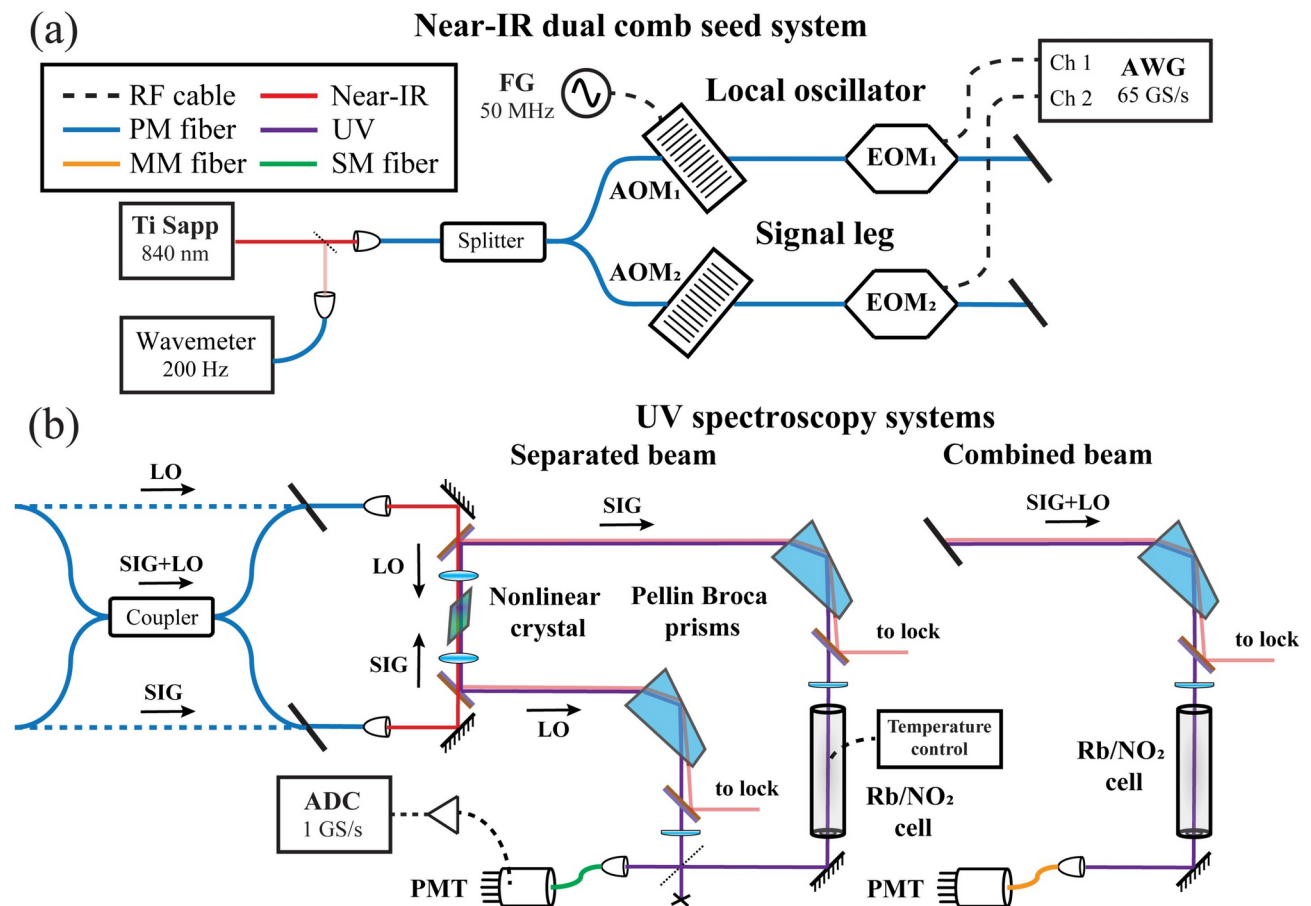 (a)
Near-IR dual comb seed system
RF cable
Near-IR
PM fiber
UV
MM fiber
SM fiber
FG
50 MHz
Local oscillator
Ch 1
Ch 2
AWG
65 GS/s
AOM₁
EOM₁
Ti Sapp
840 nm
Splitter
Signal leg
AOM₂
EOM₂
Wavemeter
200 Hz
(b)
UV spectroscopy systems
Separated beam
Combined beam
LO
SIG
SIG+LO
SIG+LO
LO
Coupler
Nonlinear
crystal
Pellin Broca
prisms
SIG
to lock
to lock
SIG
LO
Temperature
control
Rb/NO₂
cell
Rb/NO₂
cell
to lock
ADC
1 GS/s
PMT
PMT